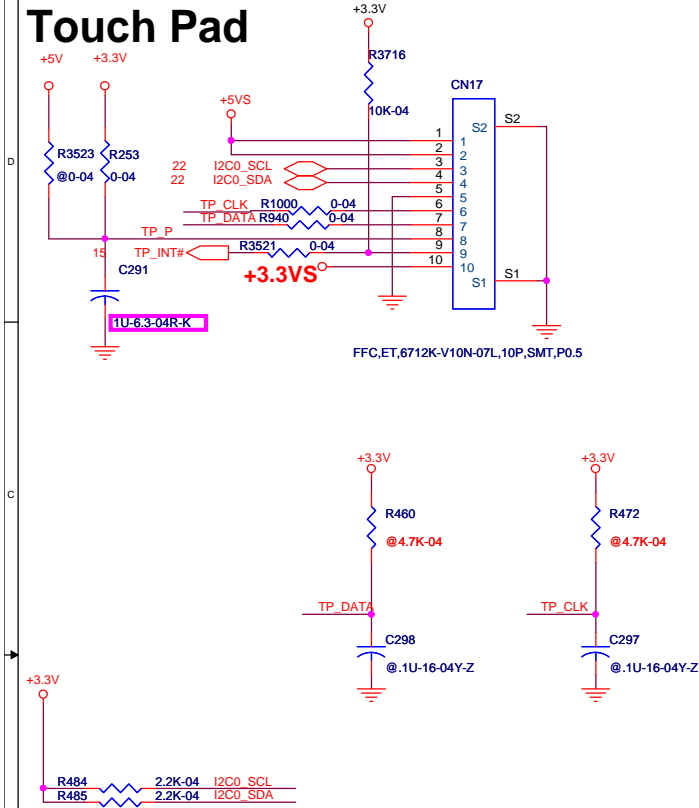 Touch Pad
+3.3V
+5V
+3.3V
R3716
10K-04
CN17
+5VS
R3523
@0-04
R253
0-04
22 I2C0_SCL
22 I2C0_SDA
TP_CLK R1000 0-04
TP_DATA R940 0-04
TP_P
15 TP_INT# R3521 0-04
+3.3VS
C291
1U-6.3-04R-K
1 1
2 2
3 3
4 4
5 5
6 6
7 7
8 8
9 9
10 10
S2 S2
S1 S1
FFC,ET,6712K-V10N-07L,10P,SMT,P0.5
D
C
+3.3V
R460
@4.7K-04
TP_DATA
C298
@.1U-16-04Y-Z
+3.3V
R472
@4.7K-04
TP_CLK
C297
@.1U-16-04Y-Z
+3.3V
R484 2.2K-04 I2C0_SCL
R485 2.2K-04 I2C0_SDA